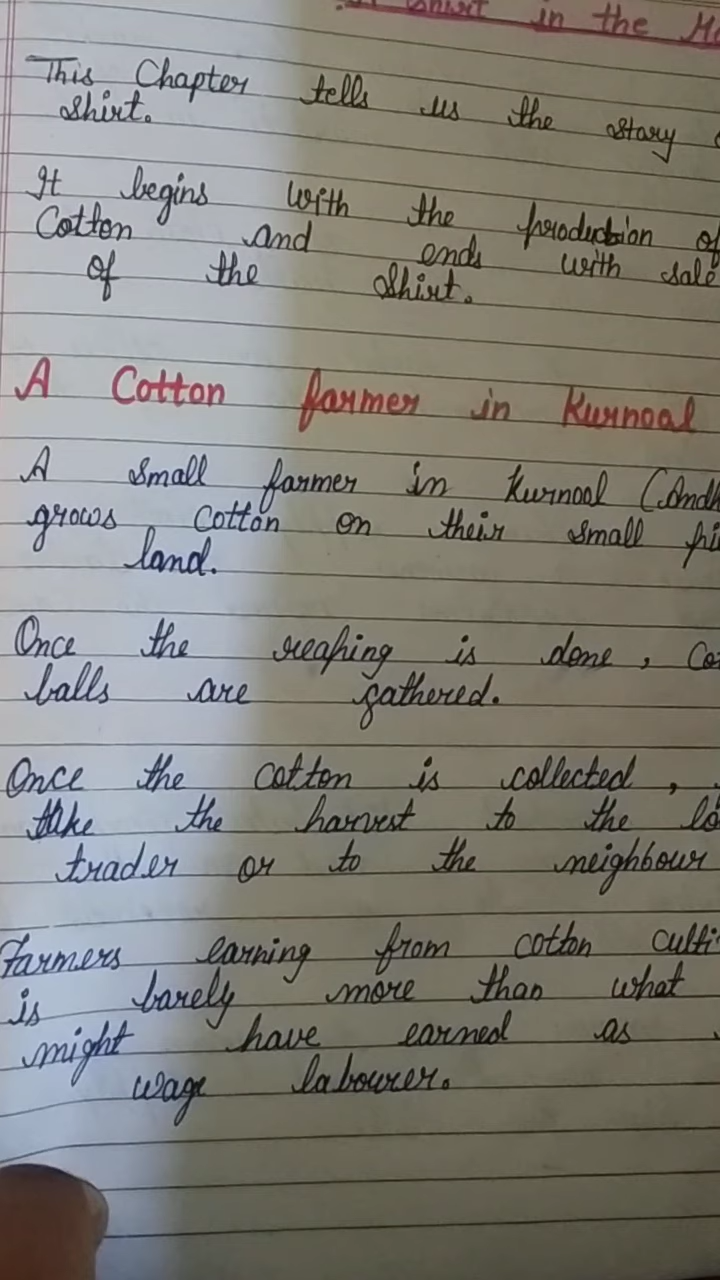 in the
This Chapter tells us the story
Shirt.
It begins with the production of
Cotton and ends with sale
of the Shirt.
A Cotton farmer in Kurnoal
A small farmer in Kurnool
grows cotton on their small
land.
Once the reaping is done,
balls are gathered.
Once the cotton is collected,
take the harvest to the
trader or to the neighbour
Farmers earning from cotton
is barely more than what
might have earned as
wage labourer.